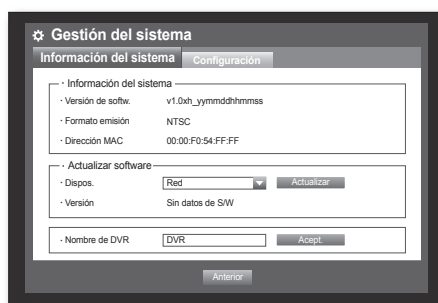 Gestión del sistema
Información del sistema Configuración
· Información del sistema
· Versión de softw. v1.0xh_yymmddhhmmss
· Formato emisión NTSC
· Dirección MAC 00:00:F0:54:FF:FF
· Actualizar software
· Dispos. Red Actualizar
· Versión Sin datos de S/W
· Nombre de DVR DVR Acept.
Anterior